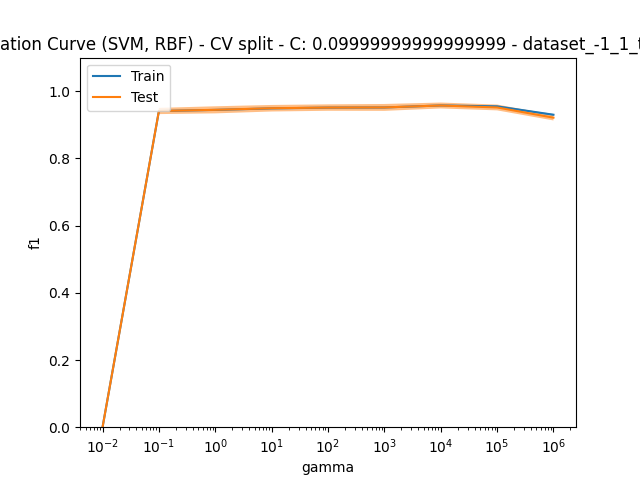 ation Curve (SVM, RBF) - CV split - C: 0.09999999999999999 - dataset_-1_1_t
Train
Test
1.0
0.8
0.6
0.4
0.2
0.0
f1
10^-2 10^-1 10^0 10^1 10^2 10^3 10^4 10^5 10^6
gamma